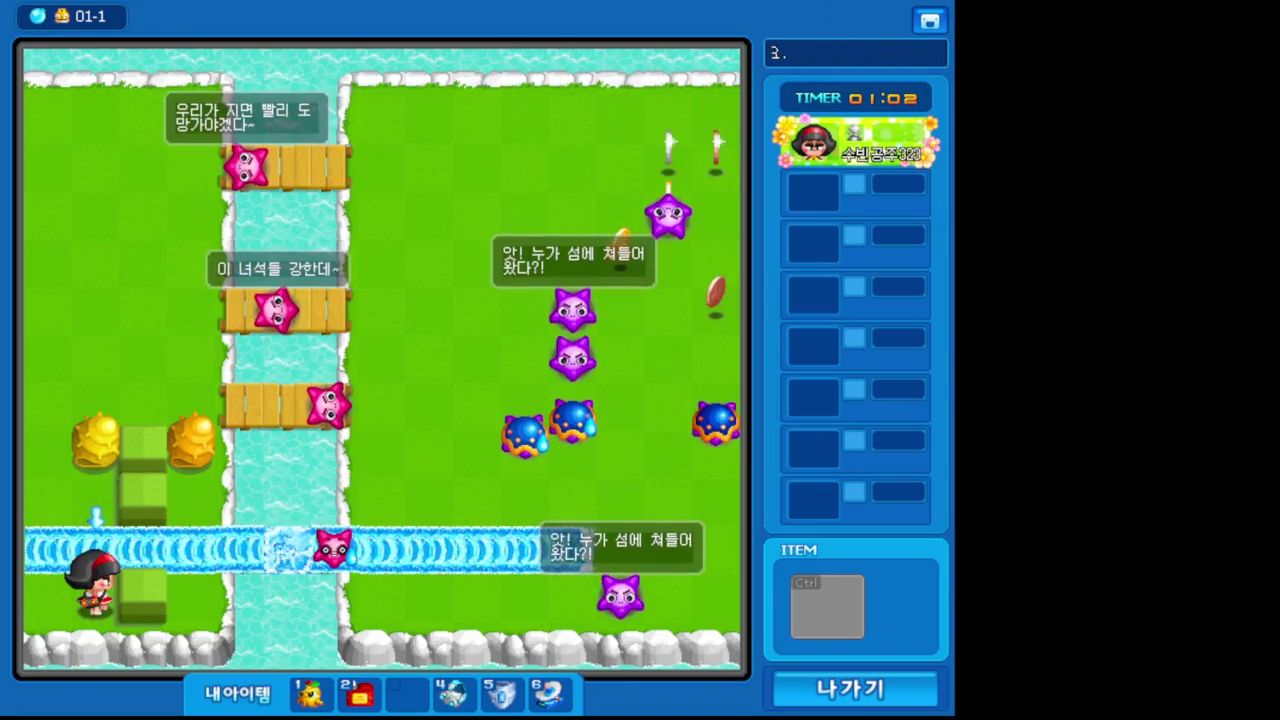 01-1
3.
TIMER 01:02
우리가 지면 빨리 도
망가야겠다~
수빈공주323
이 녀석들 강한데~
앗! 누가 섬에 쳐들어
왔다?!
앗! 누가 섬에 쳐들어
왔다?!
ITEM
Ctrl
내아이템
1
2
4
5
6
나가기